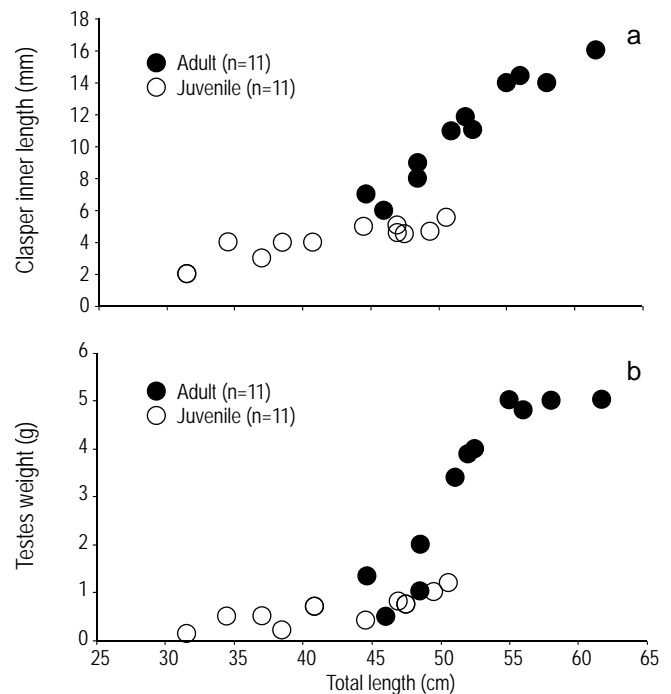 18
16
14
12
10
8
6
4
2
0
Clasper inner length (mm)
a
Adult (n=11)
Juvenile (n=11)
6
5
4
3
2
1
0
Testes weight (g)
b
Adult (n=11)
Juvenile (n=11)
25 30 35 40 45 50 55 60 65
Total length (cm)